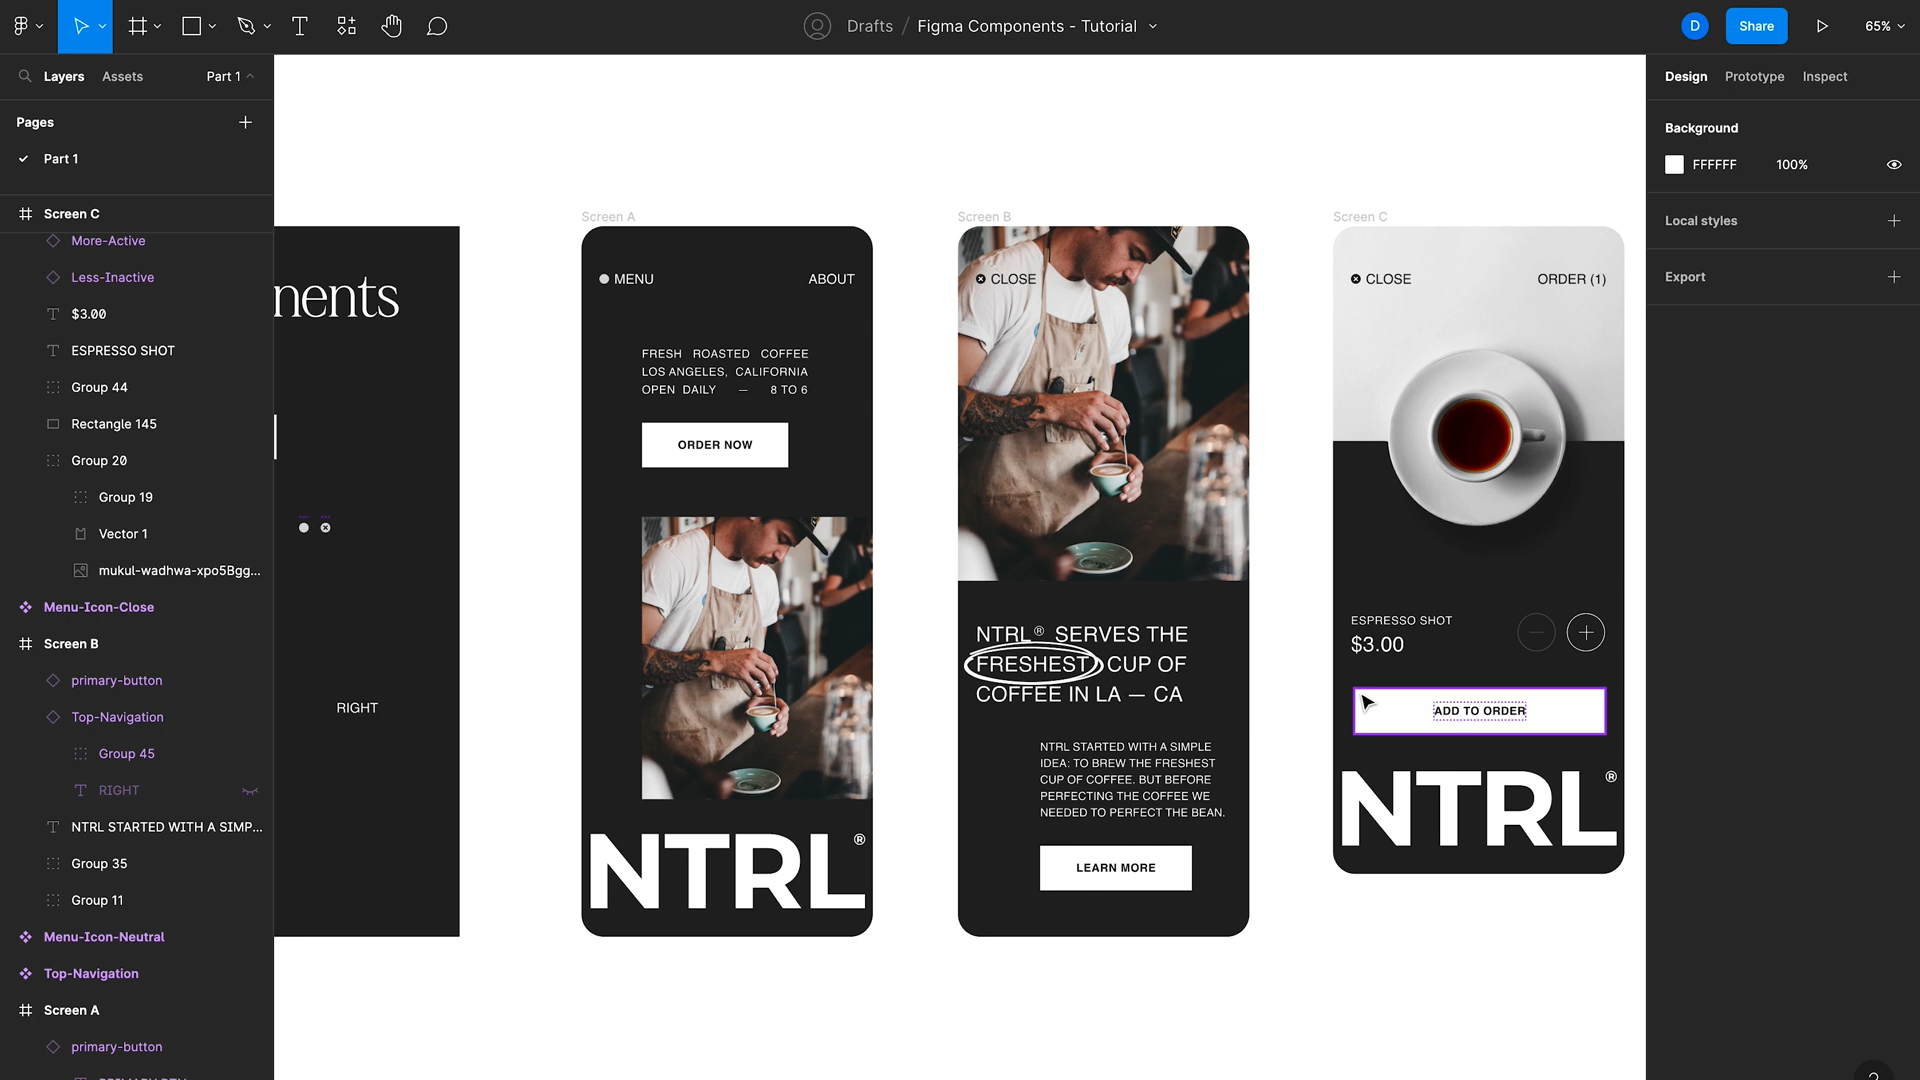 Drafts / Figma Components - Tutorial
D
Share
65%
Layers
Assets
Part 1
Pages
Part 1
Screen C
More-Active
Less-Inactive
$3.00
ESPRESSO SHOT
Group 44
Rectangle 145
Group 20
Group 19
Vector 1
mukul-wadhwa-xpo5Bgg...
Menu-Icon-Close
Screen B
primary-button
Top-Navigation
Group 45
RIGHT
NTRL STARTED WITH A SIMP...
Group 35
Group 11
Menu-Icon-Neutral
Top-Navigation
Screen A
primary-button
nents
RIGHT
Screen A
MENU
ABOUT
FRESH ROASTED COFFEE
LOS ANGELES, CALIFORNIA
OPEN DAILY — 8 TO 6
ORDER NOW
NTRL®
Screen B
CLOSE
NTRL® SERVES THE
FRESHEST CUP OF
COFFEE IN LA — CA
NTRL STARTED WITH A SIMPLE
IDEA: TO BREW THE FRESHEST
CUP OF COFFEE. BUT BEFORE
PERFECTING THE COFFEE WE
NEEDED TO PERFECT THE BEAN.
LEARN MORE
Screen C
CLOSE
ORDER (1)
ESPRESSO SHOT
$3.00
ADD TO ORDER
NTRL®
Design
Prototype
Inspect
Background
FFFFFF
100%
Local styles
Export